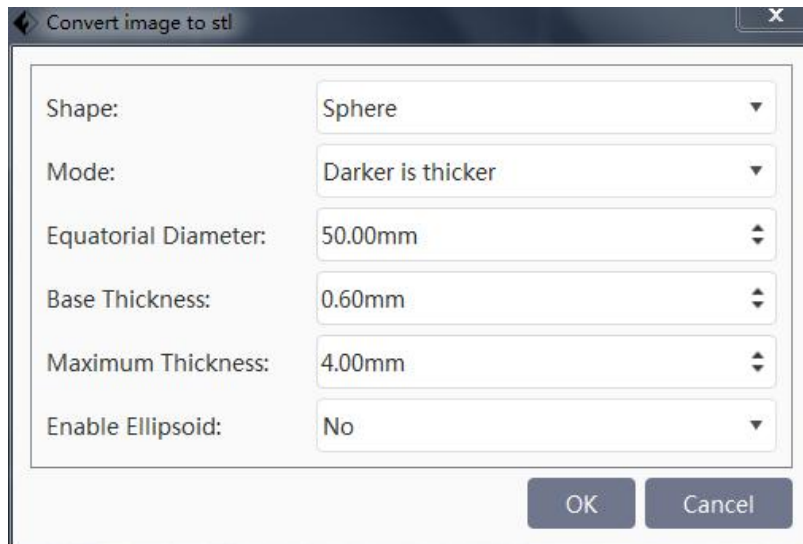 Convert image to stl
x
Shape: Sphere
Mode: Darker is thicker
Equatorial Diameter: 50.00mm
Base Thickness: 0.60mm
Maximum Thickness: 4.00mm
Enable Ellipsoid: No
OK Cancel